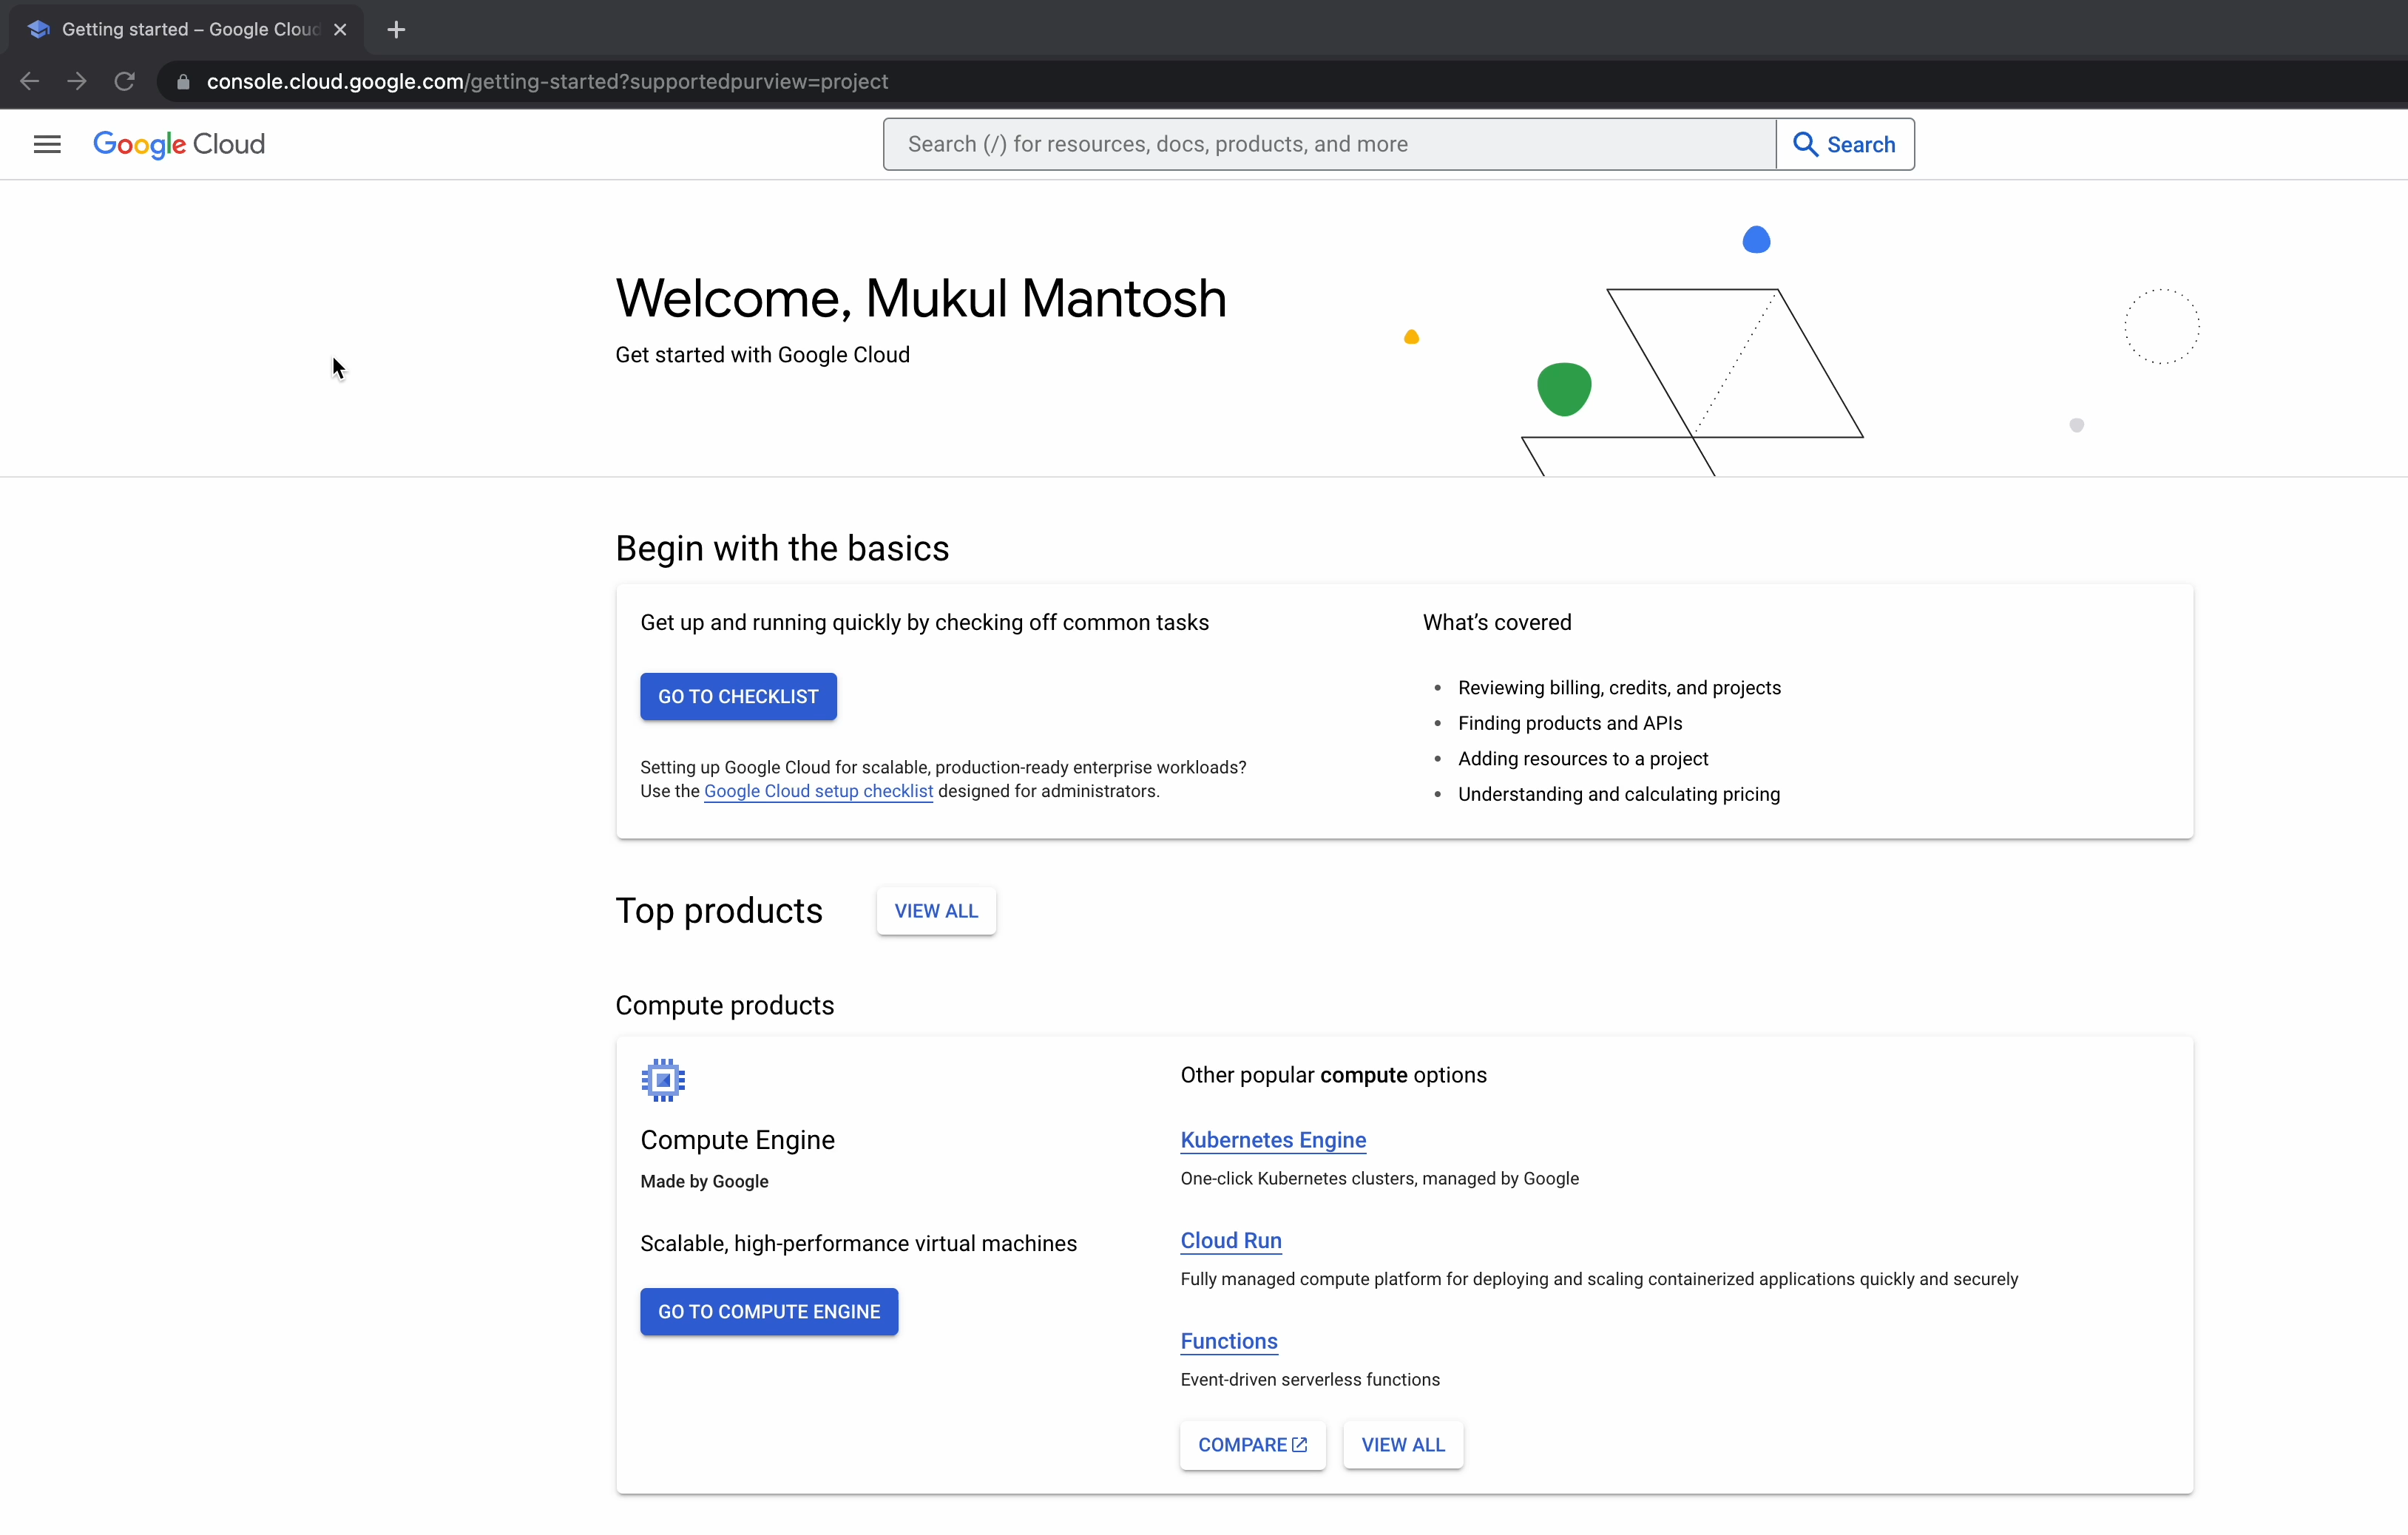 Getting started – Google Cloud
console.cloud.google.com/getting-started?supportedpurview=project
Google Cloud
Search (/) for resources, docs, products, and more
Search
Welcome, Mukul Mantosh
Get started with Google Cloud
Begin with the basics
Get up and running quickly by checking off common tasks
GO TO CHECKLIST
Setting up Google Cloud for scalable, production-ready enterprise workloads?
Use the Google Cloud setup checklist designed for administrators.
What's covered
• Reviewing billing, credits, and projects
• Finding products and APIs
• Adding resources to a project
• Understanding and calculating pricing
Top products
VIEW ALL
Compute products
Compute Engine
Made by Google
Scalable, high-performance virtual machines
GO TO COMPUTE ENGINE
Other popular compute options
Kubernetes Engine
One-click Kubernetes clusters, managed by Google
Cloud Run
Fully managed compute platform for deploying and scaling containerized applications quickly and securely
Functions
Event-driven serverless functions
COMPARE
VIEW ALL